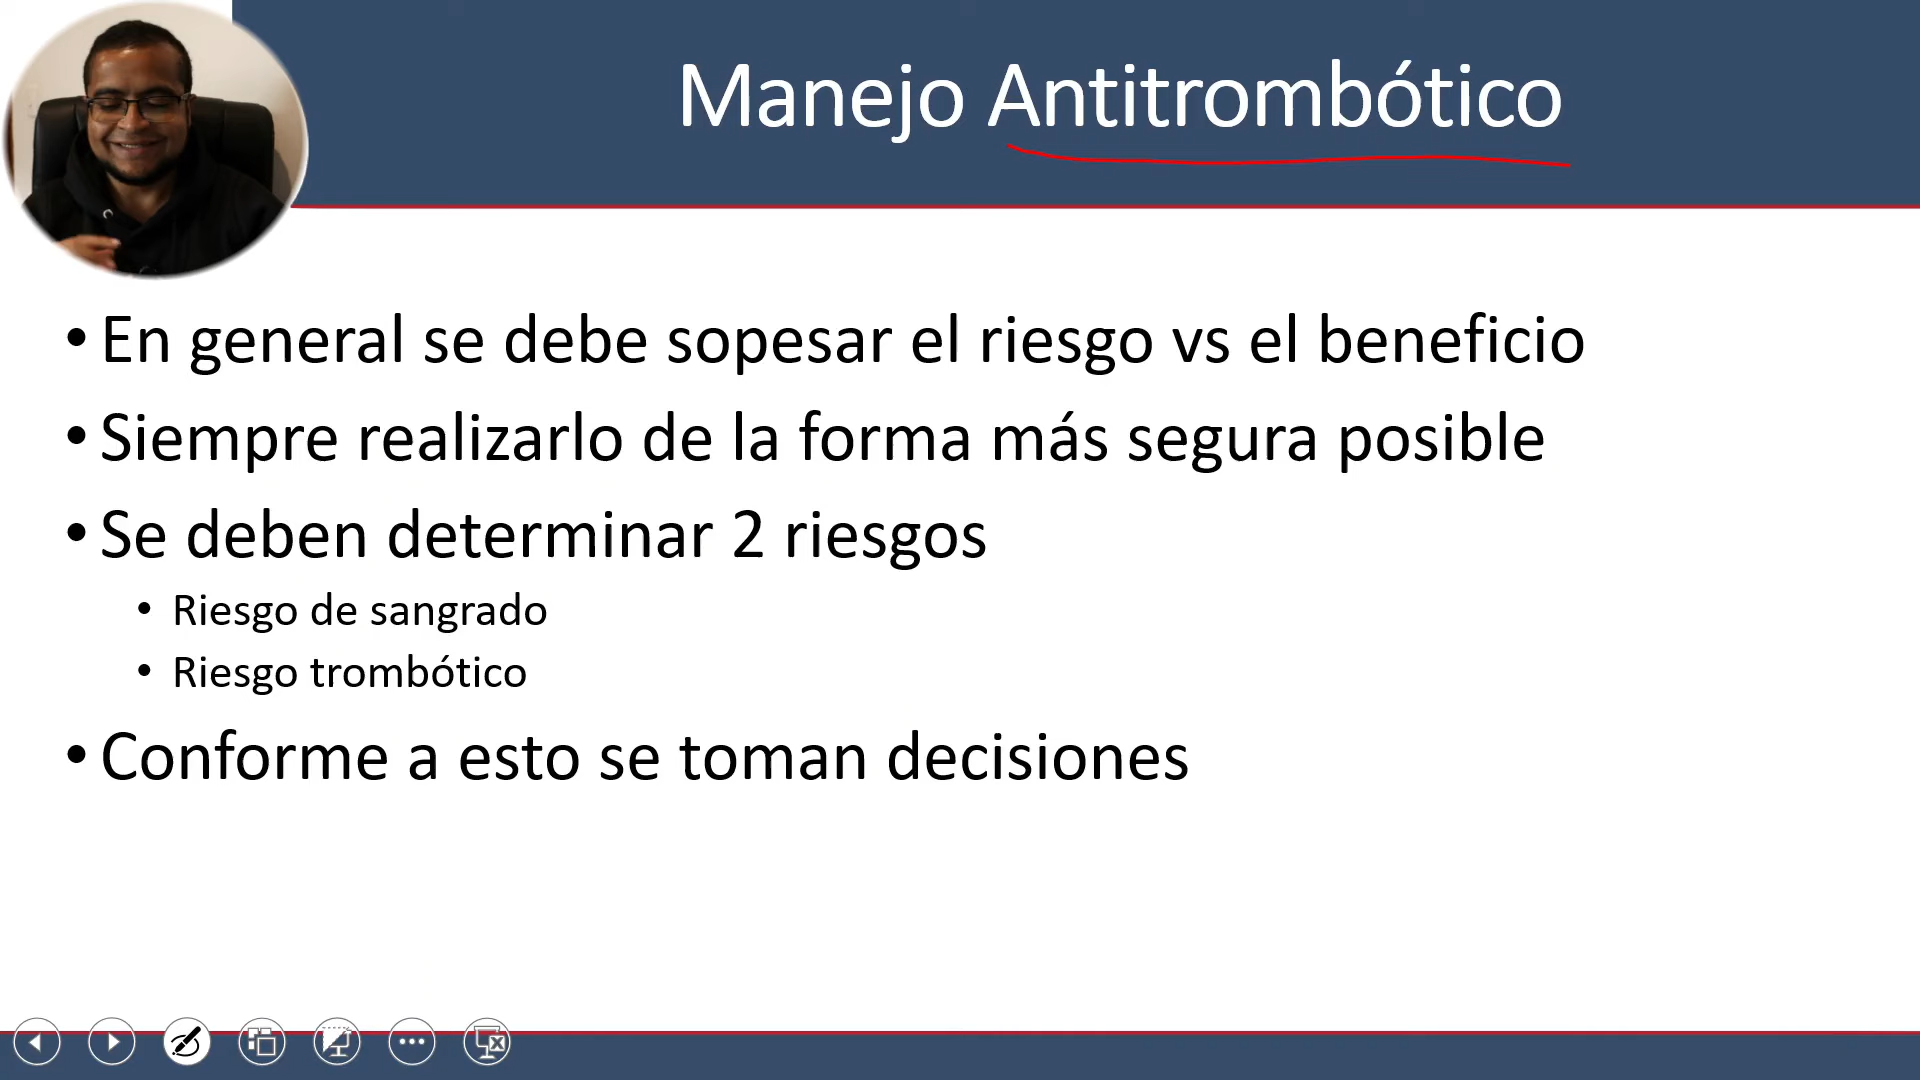 Manejo Antitrombótico
• En general se debe sopesar el riesgo vs el beneficio
• Siempre realizarlo de la forma más segura posible
• Se deben determinar 2 riesgos
• Riesgo de sangrado
• Riesgo trombótico
• Conforme a esto se toman decisiones